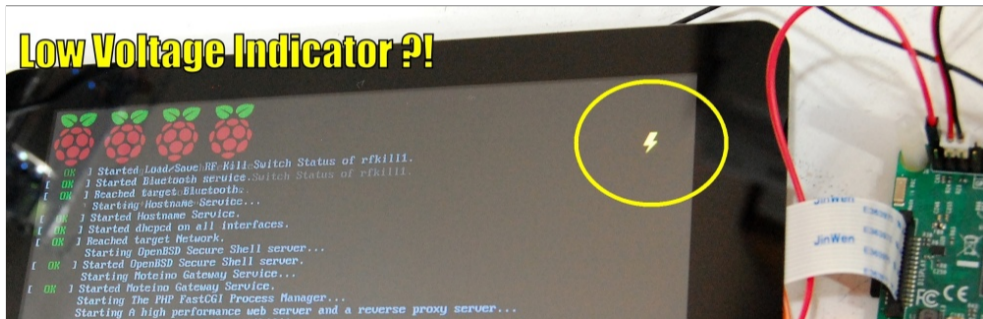 Low Voltage Indicator ?!
[ OK ] Started Load/Save RF Kill Switch Status of rfkill1.
[ OK ] Started Bluetooth service.
[ OK ] Reached target Bluetooth.
Starting Hostname Service...
[ OK ] Started Hostname Service.
[ OK ] Started dhcpcd on all interfaces.
[ OK ] Reached target Network.
Starting OpenBSD Secure Shell server...
[ OK ] Started OpenBSD Secure Shell server.
Starting Moteino Gateway Service...
[ OK ] Started Moteino Gateway Service.
Starting The PHP FastCGI Process Manager...
Starting A high performance web server and a reverse proxy server...
JinWen
JinWen
FC CE